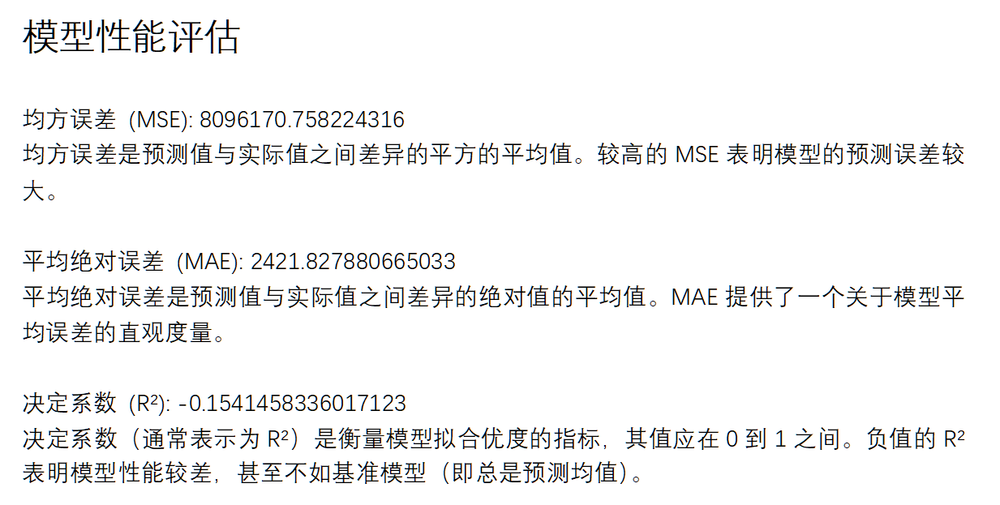 模型性能评估
均方误差 (MSE): 8096170.758224316
均方误差是预测值与实际值之间差异的平方的平均值。较高的 MSE 表明模型的预测误差较
大。
平均绝对误差 (MAE): 2421.827880665033
平均绝对误差是预测值与实际值之间差异的绝对值的平均值。MAE 提供了一个关于模型平
均误差的直观度量。
决定系数 (R²): -0.1541458336017123
决定系数（通常表示为 R²）是衡量模型拟合优度的指标，其值应在 0 到 1 之间。负值的 R²
表明模型性能较差，甚至不如基准模型（即总是预测均值）。